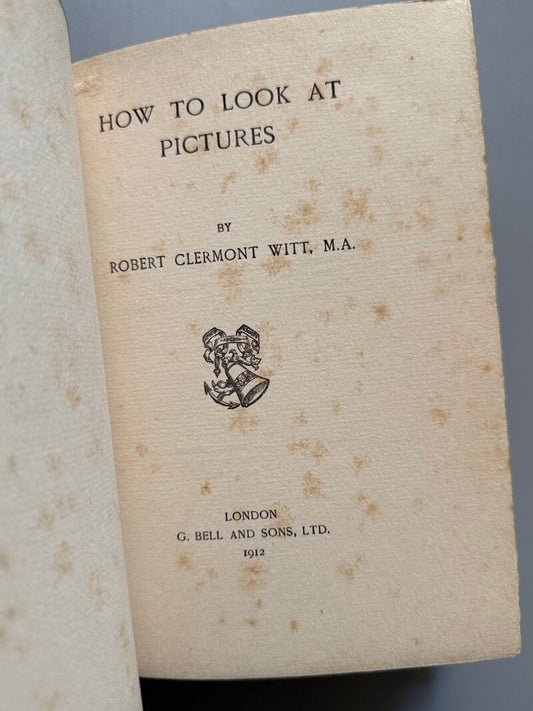 HOW TO LOOK AT
PICTURES
BY
ROBERT CLERMONT WITT, M.A.
LONDON
G. BELL AND SONS, LTD.
1912